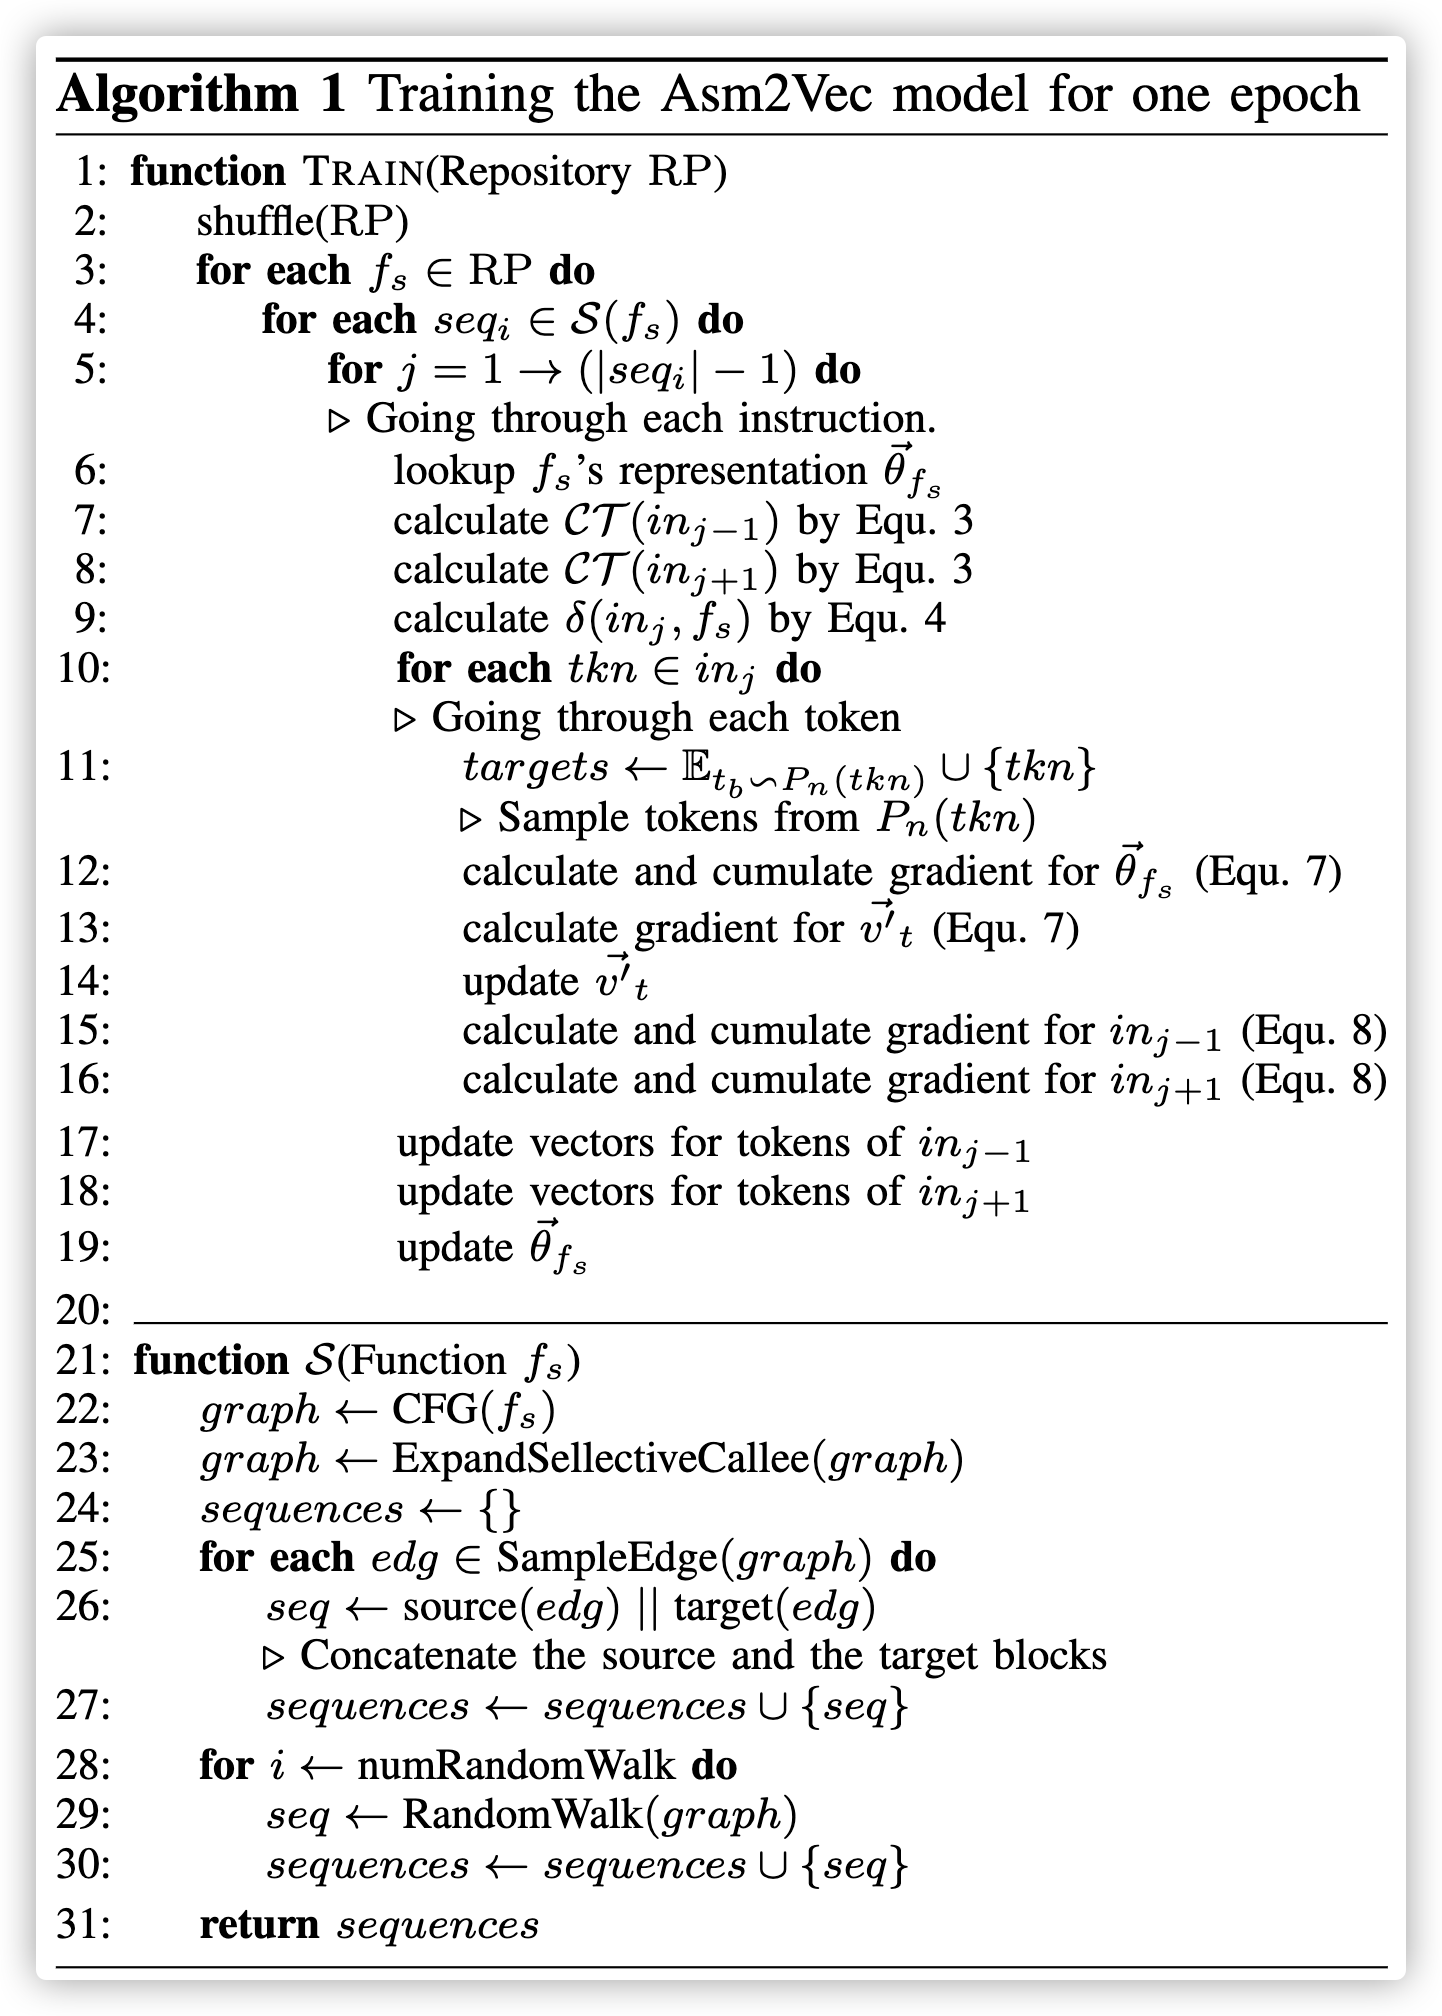 Algorithm 1 Training the Asm2Vec model for one epoch
1: function TRAIN(Repository RP)
2: shuffle(RP)
3: for each $f_s \in \mathrm{RP}$ do
4: for each $seq_i \in \mathcal{S}(f_s)$ do
5: for $j = 1 \rightarrow (|seq_i| - 1)$ do
▷ Going through each instruction.
6: lookup $f_s$'s representation $\vec{\theta}_{f_s}$
7: calculate $\mathcal{CT}(in_{j-1})$ by Equ. 3
8: calculate $\mathcal{CT}(in_{j+1})$ by Equ. 3
9: calculate $\delta(in_j, f_s)$ by Equ. 4
10: for each $tkn \in in_j$ do
▷ Going through each token
11: $targets \leftarrow \mathbb{E}_{t_b \backsim P_n(tkn)} \cup \{tkn\}$
▷ Sample tokens from $P_n(tkn)$
12: calculate and cumulate gradient for $\vec{\theta}_{f_s}$ (Equ. 7)
13: calculate gradient for $\vec{v'}_t$ (Equ. 7)
14: update $\vec{v'}_t$
15: calculate and cumulate gradient for $in_{j-1}$ (Equ. 8)
16: calculate and cumulate gradient for $in_{j+1}$ (Equ. 8)
17: update vectors for tokens of $in_{j-1}$
18: update vectors for tokens of $in_{j+1}$
19: update $\vec{\theta}_{f_s}$
20:
21: function $\mathcal{S}$(Function $f_s$)
22: $graph \leftarrow$ CFG($f_s$)
23: $graph \leftarrow$ ExpandSellectiveCallee($graph$)
24: $sequences \leftarrow \{\}$
25: for each $edg \in$ SampleEdge($graph$) do
26: $seq \leftarrow$ source($edg$) || target($edg$)
▷ Concatenate the source and the target blocks
27: $sequences \leftarrow sequences \cup \{seq\}$
28: for $i \leftarrow$ numRandomWalk do
29: $seq \leftarrow$ RandomWalk($graph$)
30: $sequences \leftarrow sequences \cup \{seq\}$
31: return $sequences$